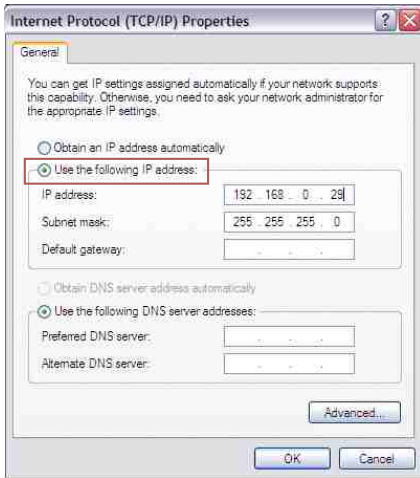 Internet Protocol (TCP/IP) Properties
General
You can get IP settings assigned automatically if your network supports
this capability. Otherwise, you need to ask your network administrator for
the appropriate IP settings.
Obtain an IP address automatically
Use the following IP address:
IP address: 192 . 168 . 0 . 29
Subnet mask: 255 . 255 . 255 . 0
Default gateway: . . .
Obtain DNS server address automatically
Use the following DNS server addresses:
Preferred DNS server: . . .
Alternate DNS server: . . .
Advanced...
OK Cancel